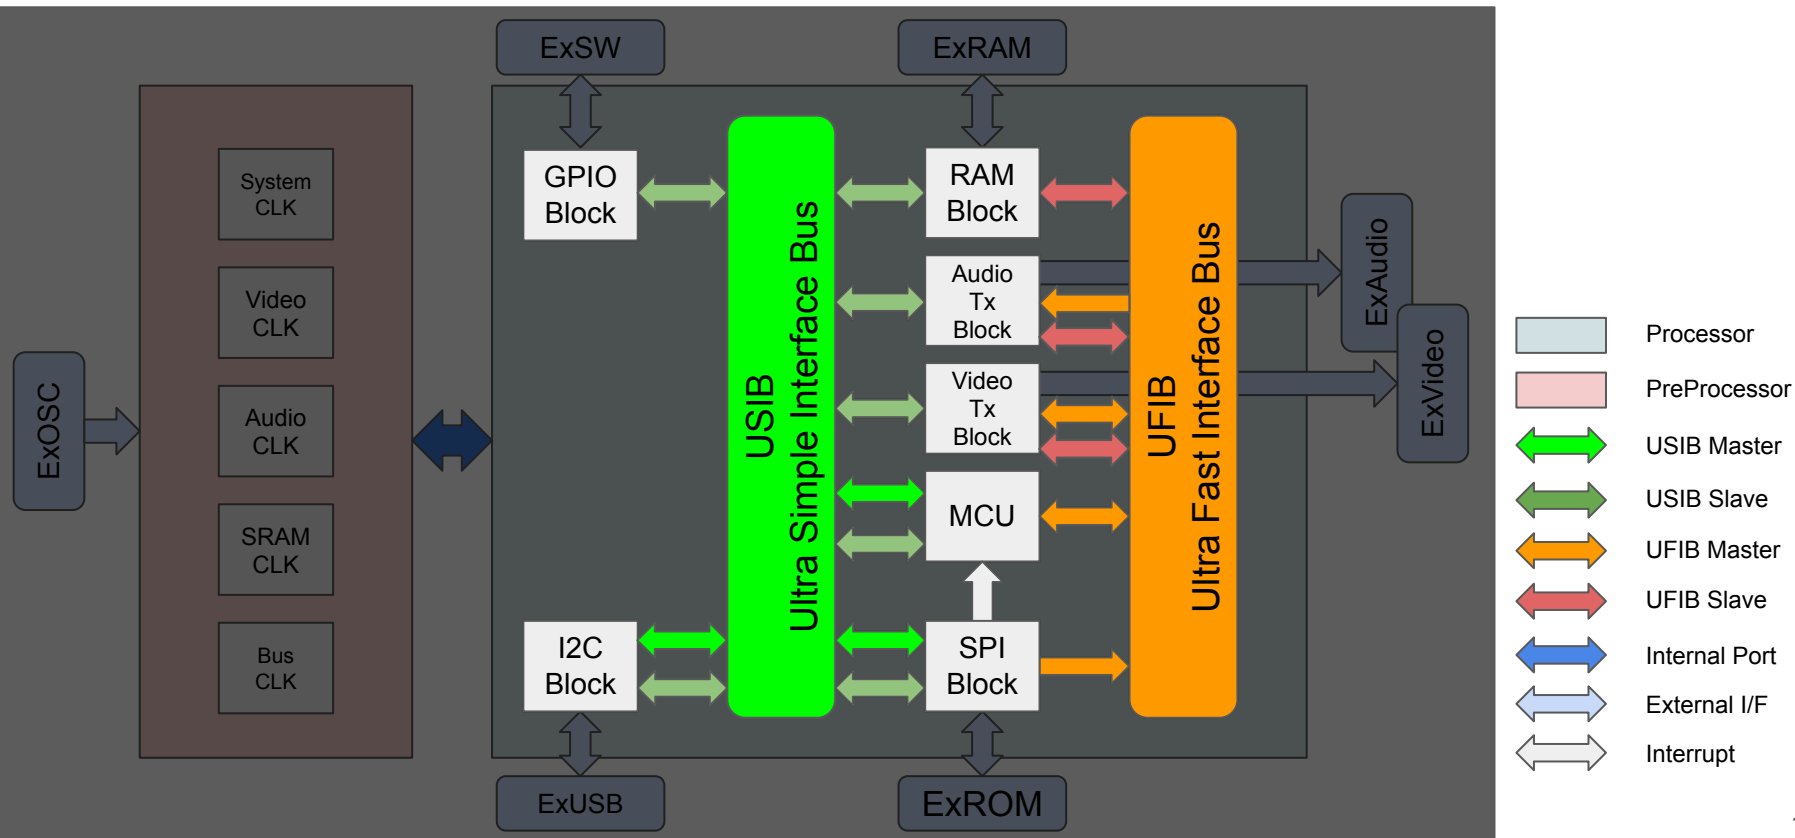 ExSW
ExRAM
System
CLK
Video
CLK
Audio
CLK
SRAM
CLK
Bus
CLK
ExOSC
GPIO
Block
I2C
Block
USIB
Ultra Simple Interface Bus
RAM
Block
Audio
Tx
Block
Video
Tx
Block
MCU
SPI
Block
UFIB
Ultra Fast Interface Bus
ExAudio
ExVideo
ExUSB
ExROM
Processor
PreProcessor
USIB Master
USIB Slave
UFIB Master
UFIB Slave
Internal Port
External I/F
Interrupt